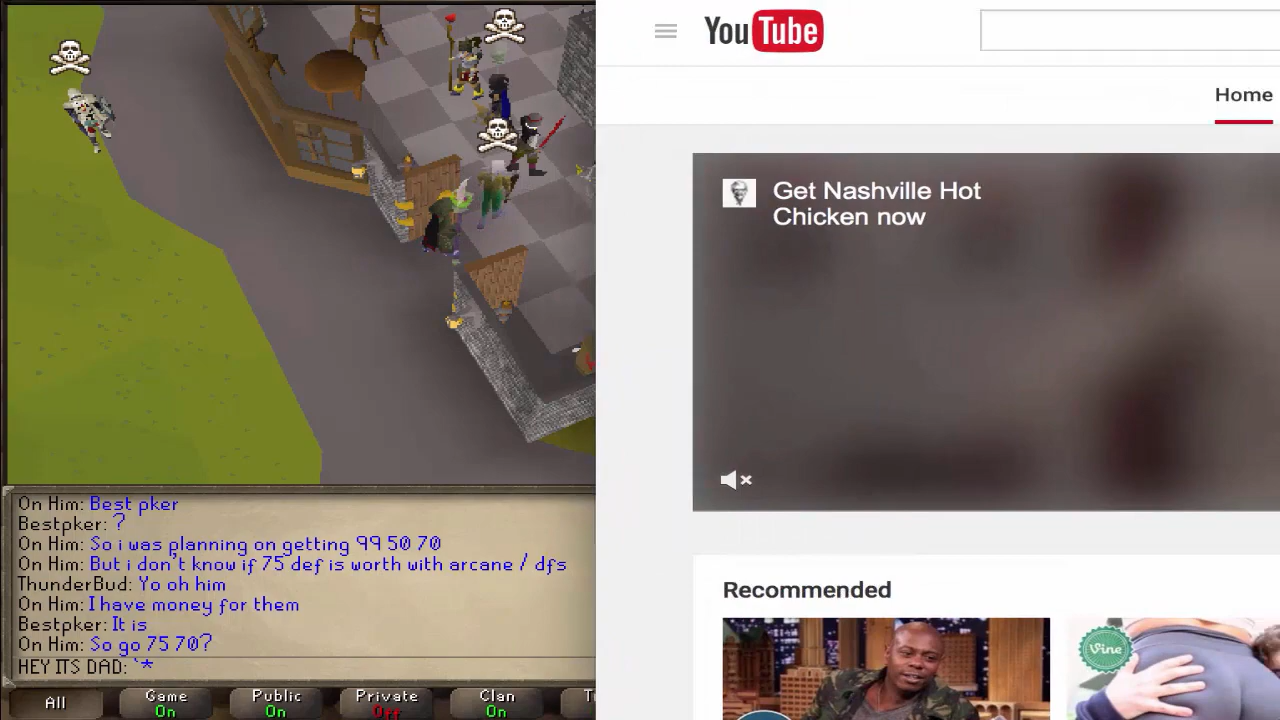 On Him: Best pker
Bestpker: ?
On Him: So i was planning on getting 99 50 70
On Him: But i don't know if 75 def is worth with arcane / dfs
ThunderBud: Yo oh him
On Him: I have money for them
Bestpker: It is
On Him: So go 75 70?
HEY ITS DAD: `*
All
Game
On
Public
On
Private
Off
Clan
On
YouTube
Home
Get Nashville Hot
Chicken now
Recommended
Vine